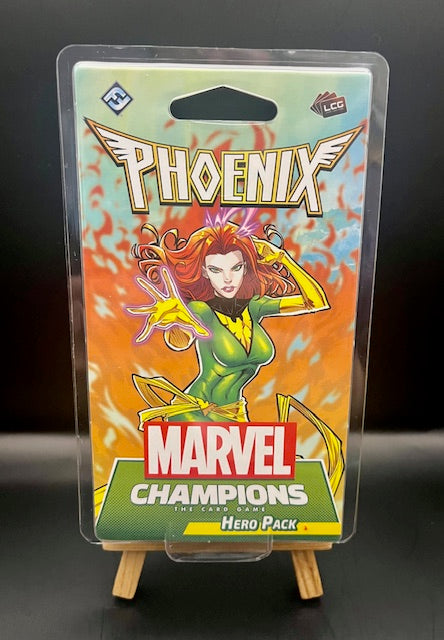 LCG
PHOENIX
MARVEL
CHAMPIONS
THE CARD GAME
HERO PACK